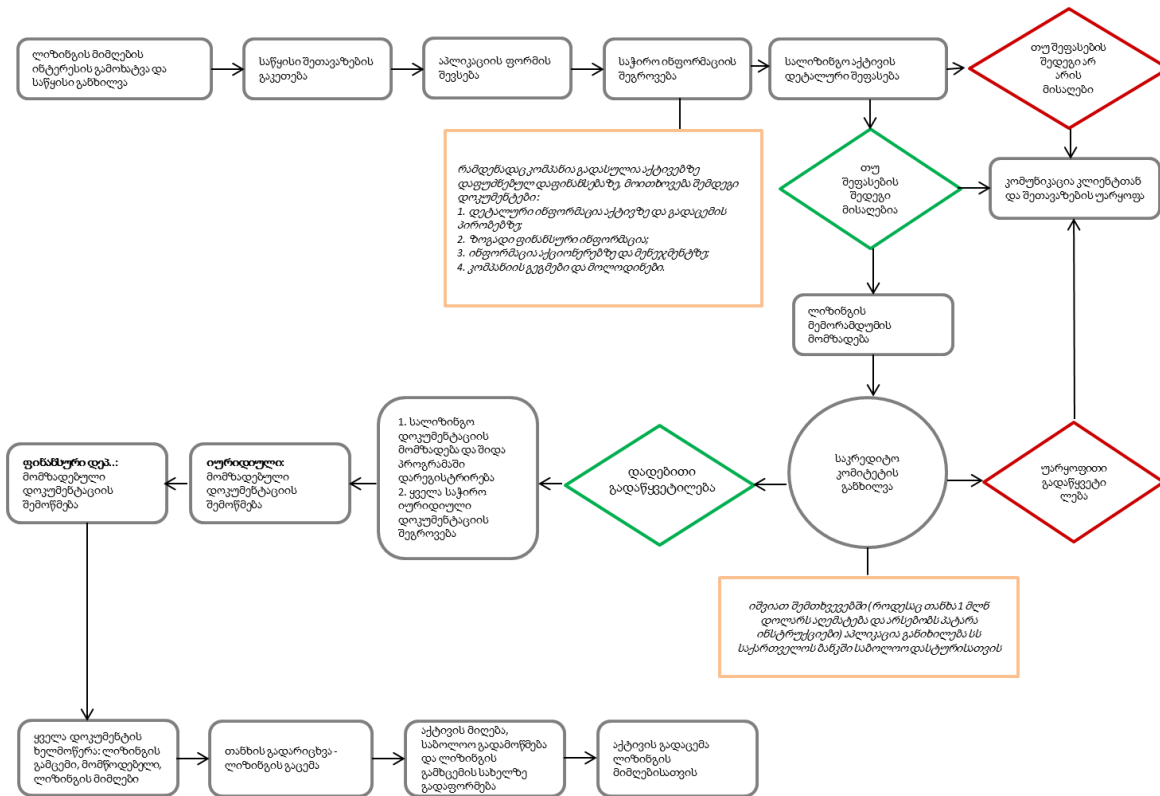 ლიზინგის მიმღების
ინტერესის გამოხატვა და
საწყისი განხილვა
საწყისი შეთავაზების
გაკეთება
აპლიკაციის ფორმის
შევსება
საჭირო ინფორმაციის
შეგროვება
სალიზინგო აქტივის
დეტალური შეფასება
თუ შეფასების
შედეგი არ
არის
მისაღები
რამდენადაც კომპანია გადასულია აქტივებზე
დაფუძნებულ დაფინანსებაზე, მოითხოვება შემდეგი
დოკუმენტები:
1. დეტალური ინფორმაცია აქტივზე და გადაცემის
პირობებზე;
2. ზოგადი ფინანსური ინფორმაცია;
3. ინფორმაცია აქციონერებზე და მენეჯმენტზე;
4. კომპანიის გეგმები და მოლოდინები.
თუ
შეფასების
შედეგი
მისაღებია
კომუნიკაცია კლიენტთან
და შეთავაზების უარყოფა
ლიზინგის
მემორამდუმის
მომზადება
ფინანსური დეპ..:
მომზადებული
დოკუმენტაციის
შემოწმება
იურიდიული:
მომზადებული
დოკუმენტაციის
შემოწმება
1. სალიზინგო
დოკუმენტაციის
მომზადება და შიდა
პროგრამაში
დარეგისტრირება
2. ყველა საჭირო
იურიდიული
დოკუმენტაციის
შეგროვება
დადებითი
გადაწყვეტილება
საკრედიტო
კომიტეტის
განხილვა
უარყოფითი
გადაწყვეტი
ლება
იშვიათ შემთხვევებში (როდესაც თანხა 1 მლნ
დოლარს აღემატება და არსებობს პატარა
ინსტრუქციები) აპლიკაცია განიხილება სს
საქსრთველოს ბანკში საბოლოო დასტურისათვის
ყველა დოკუმენტის
ხელმოწერა: ლიზინგის
გამცემი, მომწოდებელი,
ლიზინგის მიმღები
თანხის გადარიცხვა -
ლიზინგის გაცემა
აქტივის მიღება,
საბოლოო გადამოწმება
და ლიზინგის
გამხცემის სახელზე
გადაფორმება
აქტივის გადაცემა
ლიზინგის
მიმღებისათვის